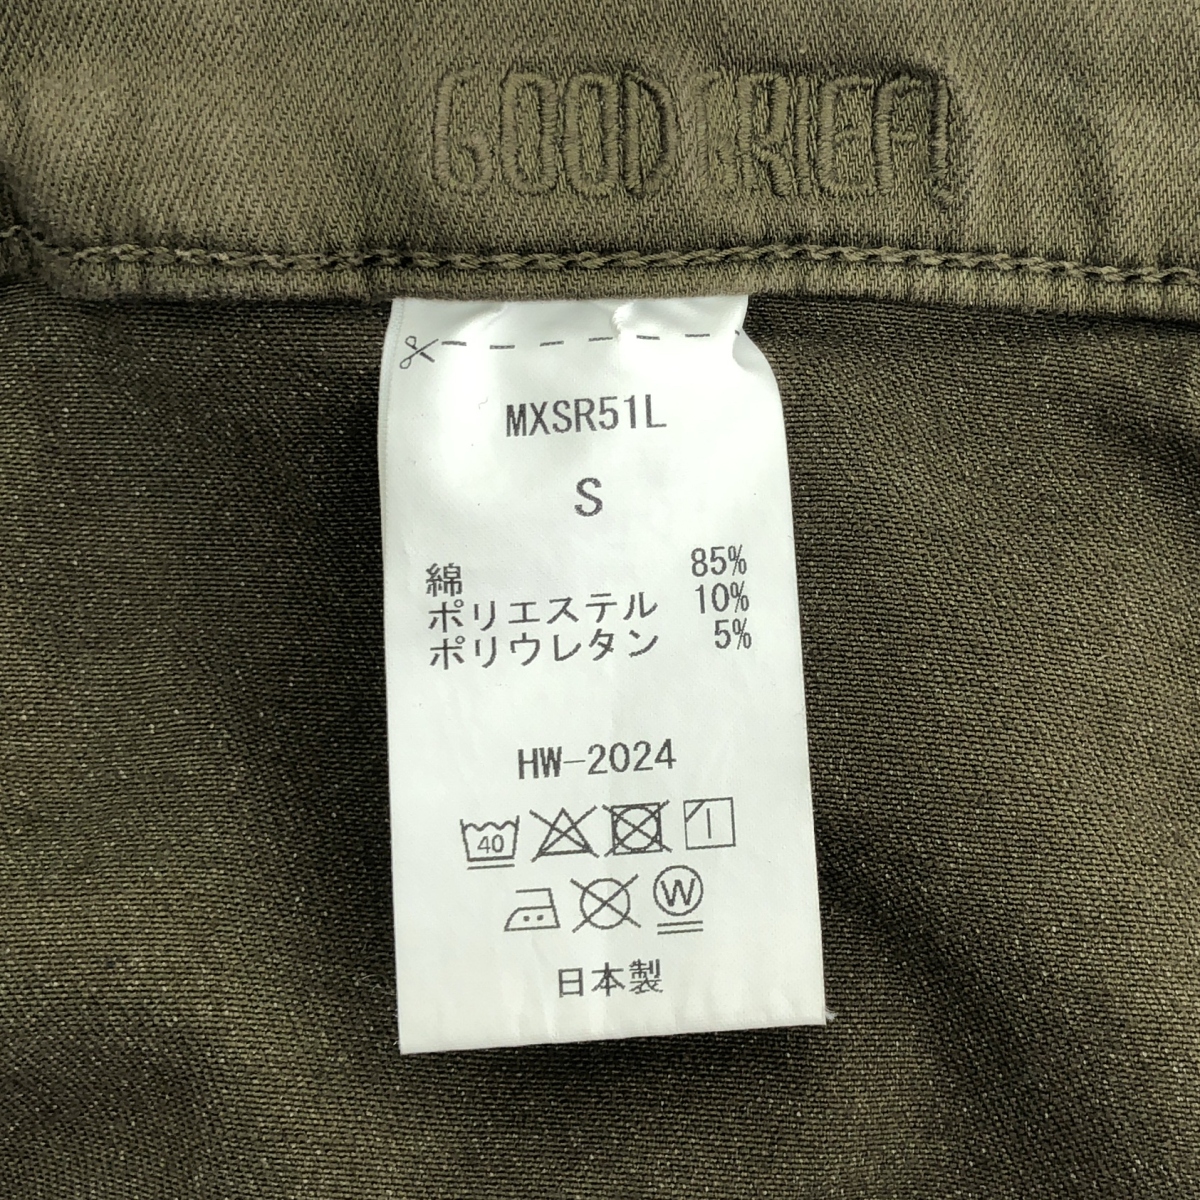 GOOD GRIEF!
MXSR51L
S
綿 85%
ポリエステル 10%
ポリウレタン 5%
HW-2024
40
W
日本製